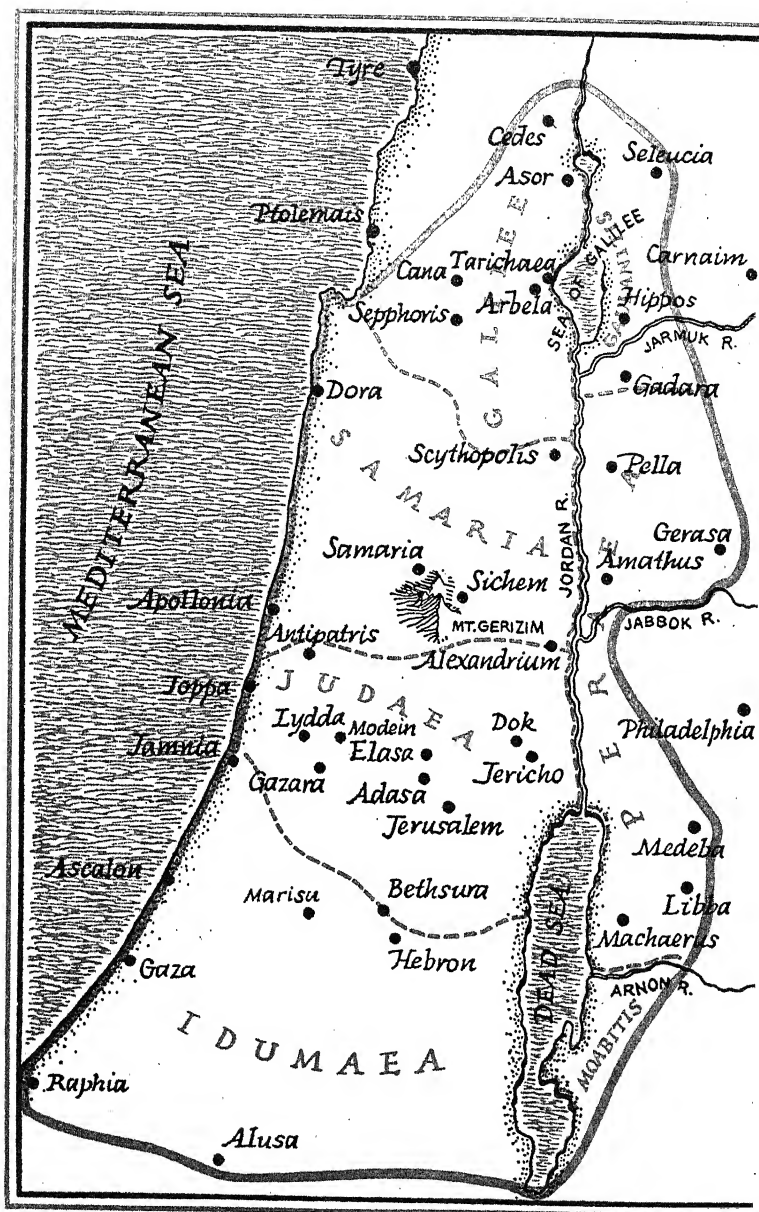 Tyre
Cedes
Seleucia
Asor
Ptolemais
GALILEE
SEA OF GALILEE
GAULANITIS
Carnaim
Cana
Tarichaea
Arbela
Hippos
Sepphoris
JARMUK R.
MEDITERRANEAN SEA
Dora
Gadara
SAMARIA
Scythopolis
Pella
JORDAN R.
PERAEA
Gerasa
Samaria
Amathus
Sichem
Apollonia
MT. GERIZIM
JABBOK R.
Antipatris
Alexandrium
Joppa
JUDAEA
Philadelphia
Lydda
Modein
Dok
Jamnia
Elasa
Gazara
Jericho
Adasa
Jerusalem
Medeba
Ascalon
Marisu
Bethsura
DEAD SEA
Libba
Machaerus
Hebron
Gaza
ARNON R.
IDUMAEA
MOABITIS
Raphia
Alusa